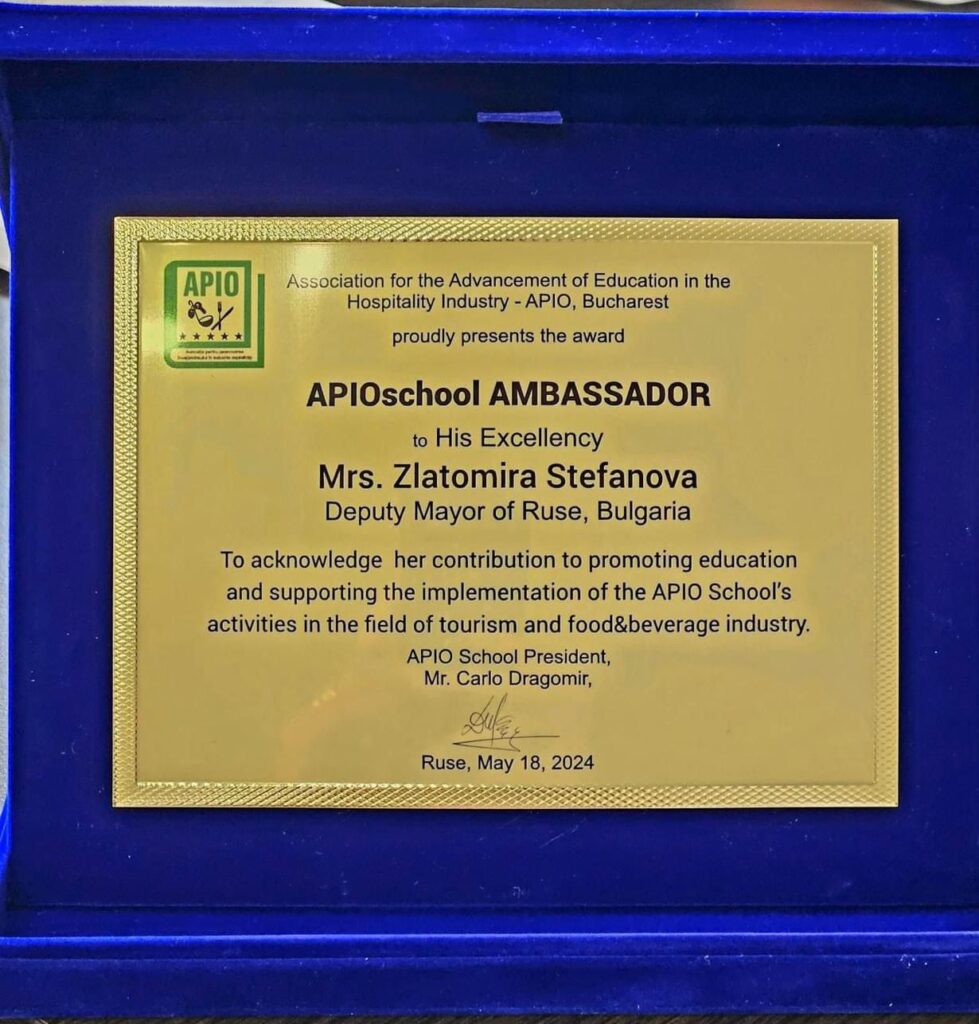 APIO
Association for the Advancement of Education in the
Hospitality Industry - APIO, Bucharest
proudly presents the award
APIOschool AMBASSADOR
to His Excellency
Mrs. Zlatomira Stefanova
Deputy Mayor of Ruse, Bulgaria
To acknowledge her contribution to promoting education
and supporting the implementation of the APIO School's
activities in the field of tourism and food&beverage industry.
APIO School President,
Mr. Carlo Dragomir,
Ruse, May 18, 2024